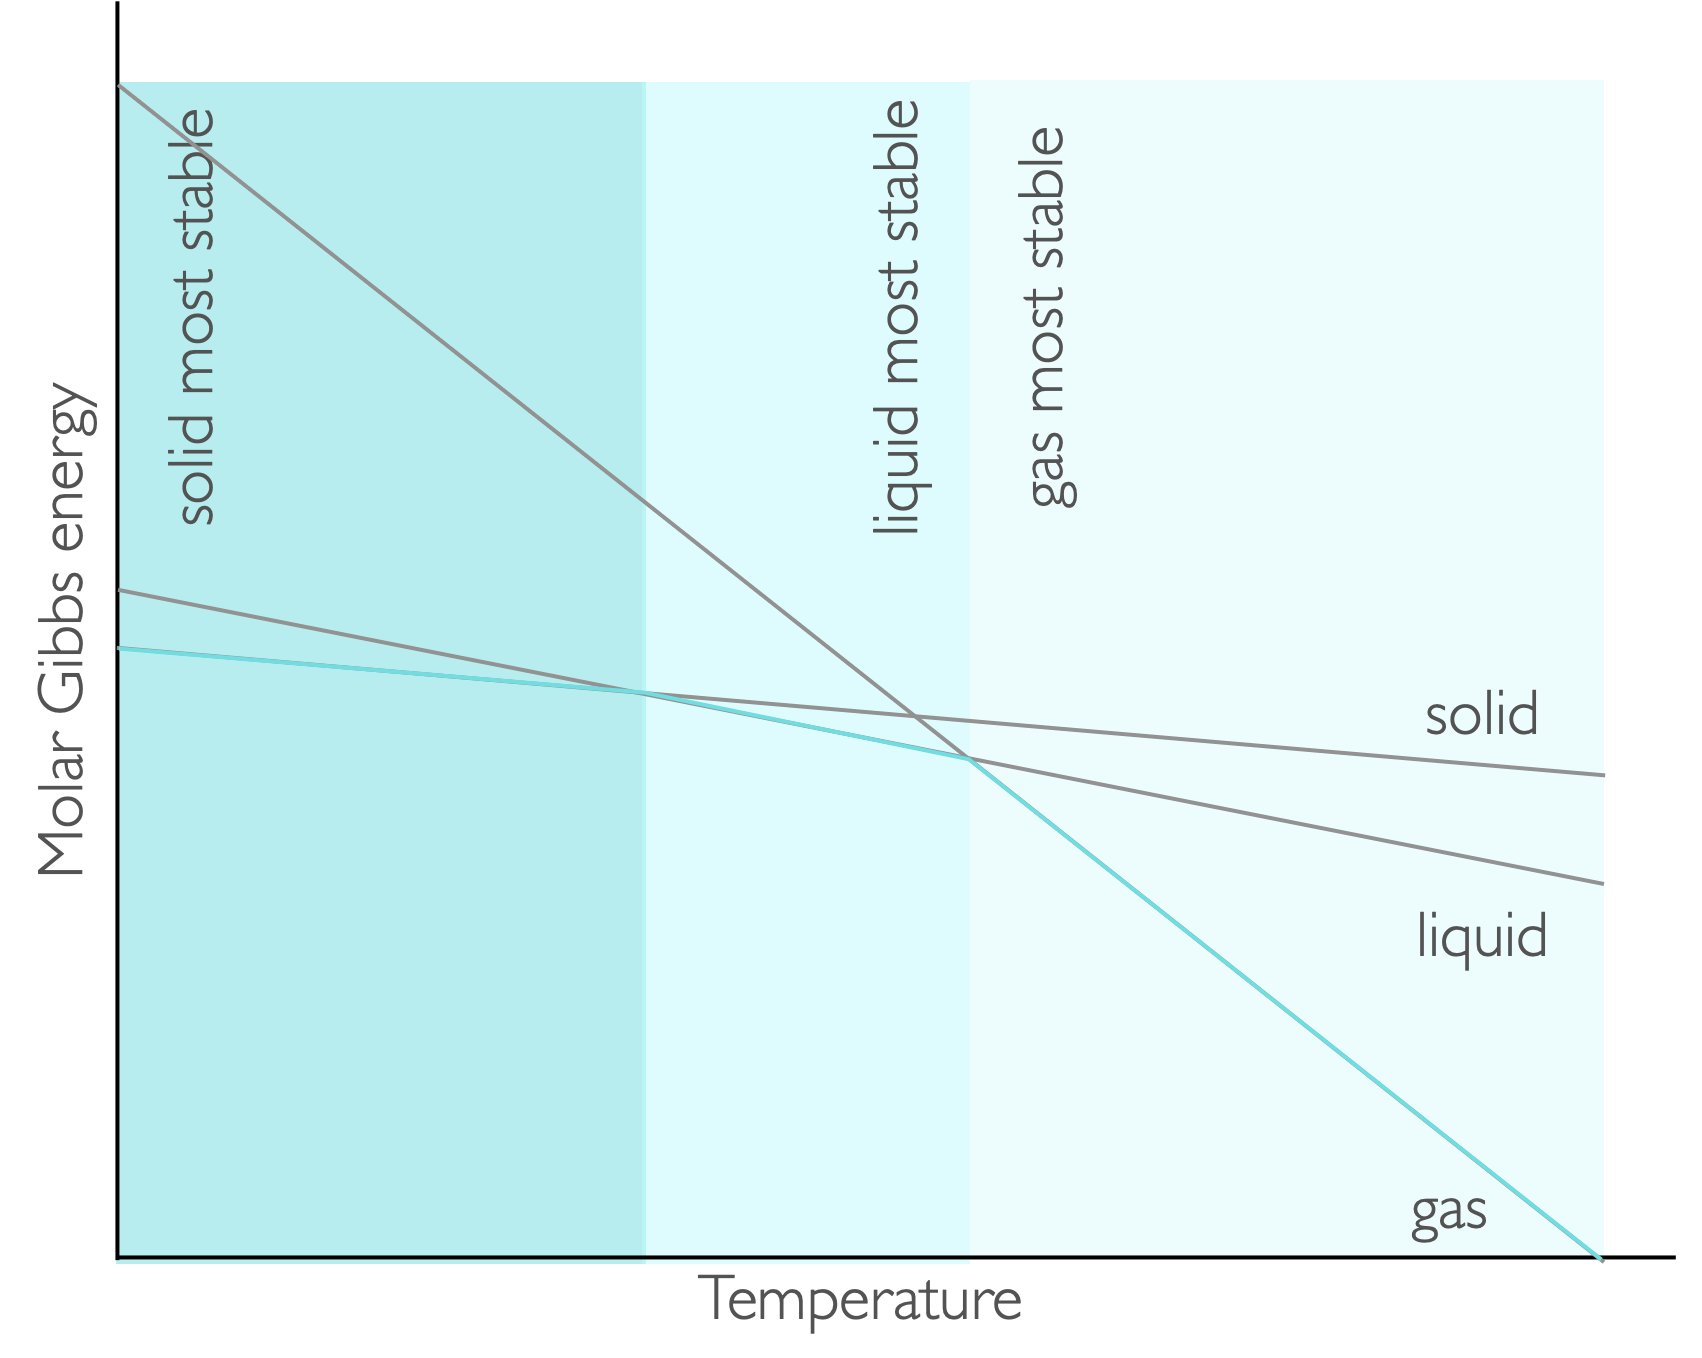 Molar Gibbs energy
solid most stable
liquid most stable
gas most stable
solid
liquid
gas
Temperature